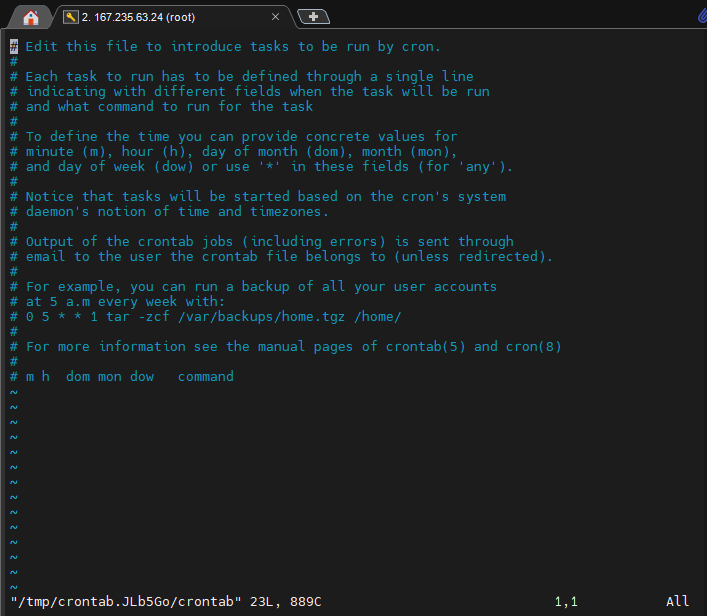 2. 167.235.63.24 (root)
# Edit this file to introduce tasks to be run by cron.
#
# Each task to run has to be defined through a single line
# indicating with different fields when the task will be run
# and what command to run for the task
#
# To define the time you can provide concrete values for
# minute (m), hour (h), day of month (dom), month (mon),
# and day of week (dow) or use '*' in these fields (for 'any').
#
# Notice that tasks will be started based on the cron's system
# daemon's notion of time and timezones.
#
# Output of the crontab jobs (including errors) is sent through
# email to the user the crontab file belongs to (unless redirected).
#
# For example, you can run a backup of all your user accounts
# at 5 a.m every week with:
# 0 5 * * 1 tar -zcf /var/backups/home.tgz /home/
#
# For more information see the manual pages of crontab(5) and cron(8)
#
# m h  dom mon dow   command
~
~
~
~
~
~
~
~
~
~
~
~
~
~
"/tmp/crontab.JLb5Go/crontab" 23L, 889C 1,1 All